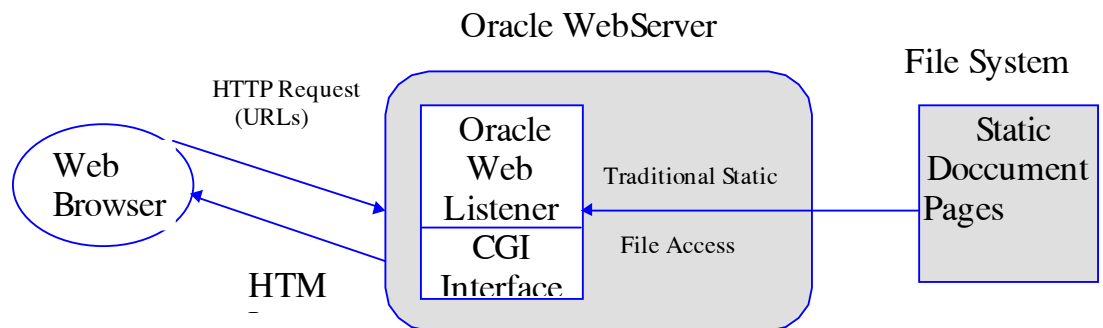 Oracle WebServer
File System
HTTP Request
(URLs)
Web
Browser
Oracle
Web
Listener
CGI
Interface
Traditional Static
File Access
Static
Doccument
Pages
HTM